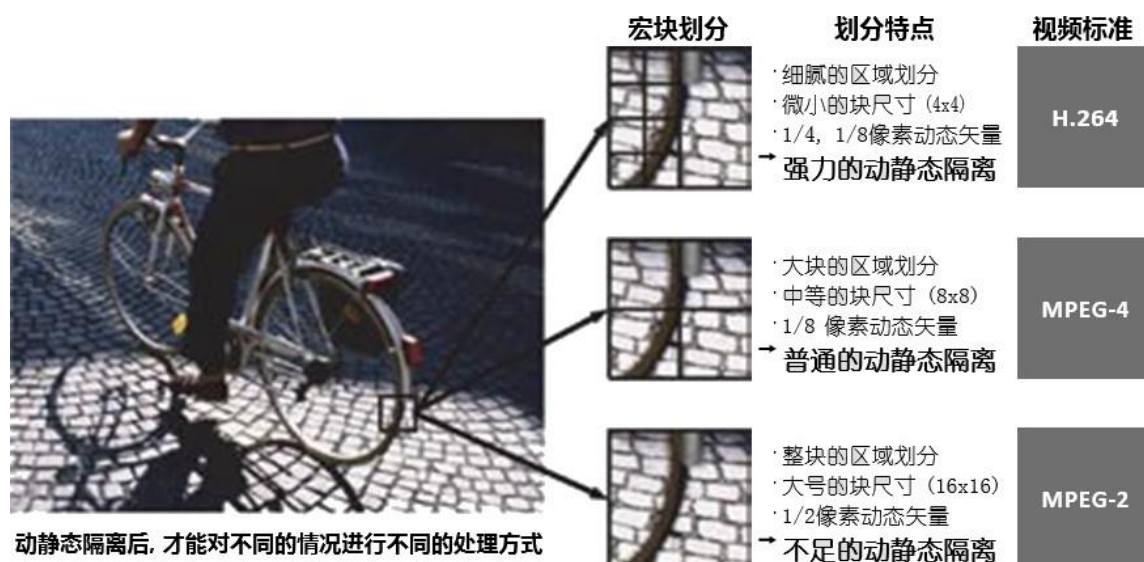 宏块划分 划分特点 视频标准
·细腻的区域划分
·微小的块尺寸 (4x4)
·1/4, 1/8像素动态矢量
→ 强力的动静态隔离
H.264
·大块的区域划分
·中等的块尺寸 (8x8)
·1/8 像素动态矢量
→ 普通的动静态隔离
MPEG-4
·整块的区域划分
·大号的块尺寸 (16x16)
·1/2像素动态矢量
→ 不足的动静态隔离
MPEG-2
动静态隔离后, 才能对不同的情况进行不同的处理方式